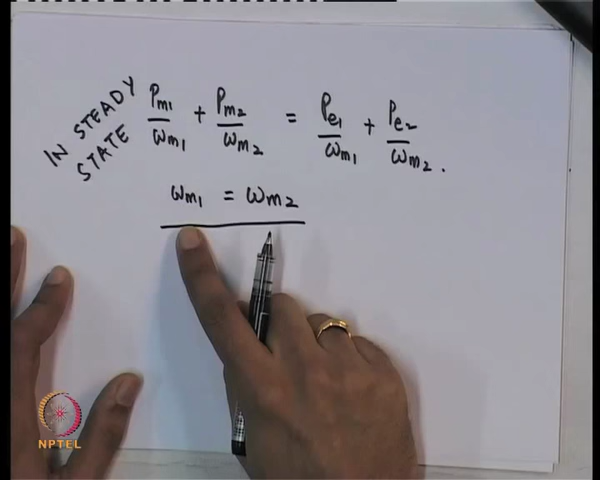 IN STEADY STATE
Pm1/ωm1 + Pm2/ωm2 = Pe1/ωm1 + Pe2/ωm2.
ωm1 = ωm2
NPTEL